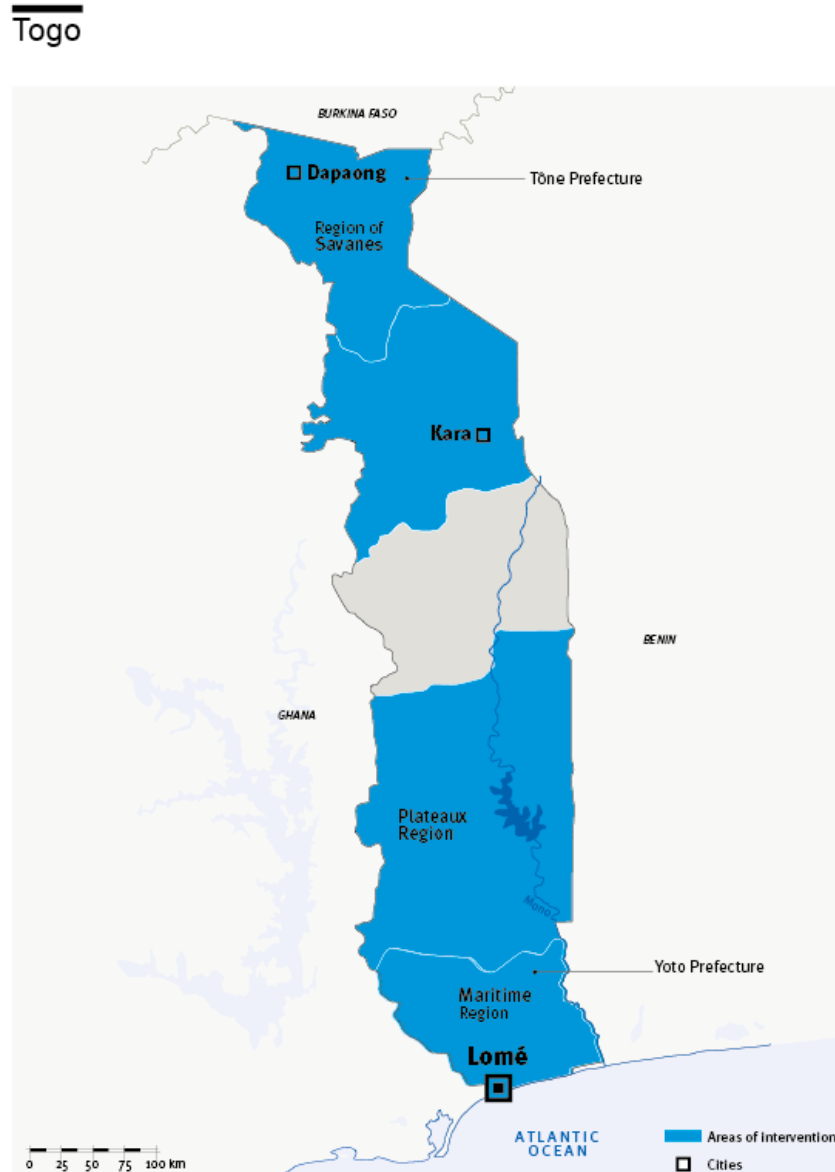 Togo
BURKINA FASO
Dapaong
Tône Prefecture
Region of
Savanes
Kara
BENIN
GHANA
Plateaux
Region
Mono
Yoto Prefecture
Maritime
Region
Lomé
ATLANTIC
OCEAN
Areas of intervention
Cities
0 25 50 75 100 km